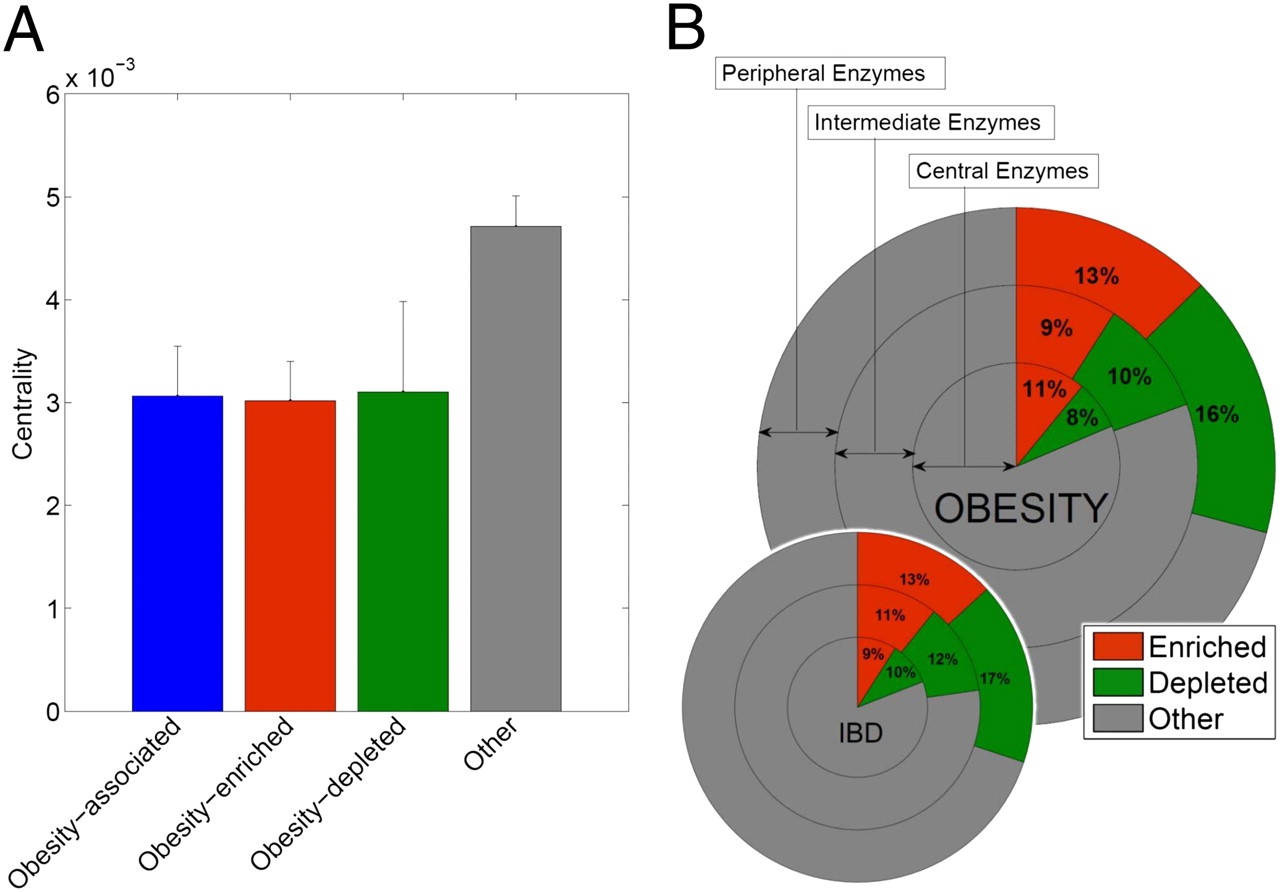 A
x 10⁻³
6
5
4
3
2
1
0
Centrality
Obesity−associated
Obesity−enriched
Obesity−depleted
Other
B
Peripheral Enzymes
Intermediate Enzymes
Central Enzymes
13%
9%
10%
11%
8%
16%
OBESITY
13%
11%
12%
9%
10%
17%
IBD
Enriched
Depleted
Other